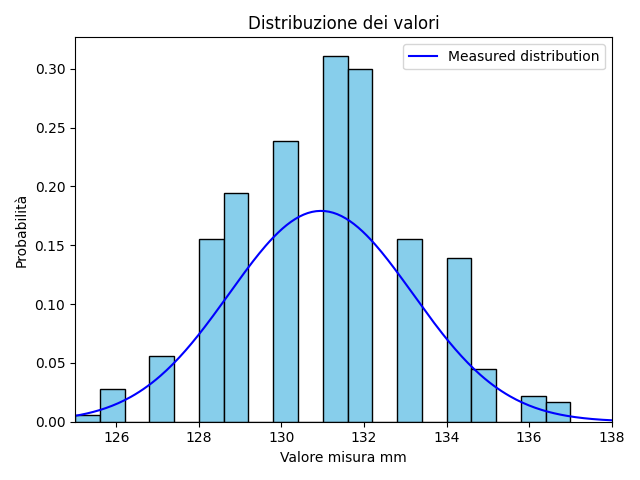 Distribuzione dei valori
Measured distribution
0.30
0.25
0.20
0.15
0.10
0.05
0.00
Probabilità
126 128 130 132 134 136 138
Valore misura mm